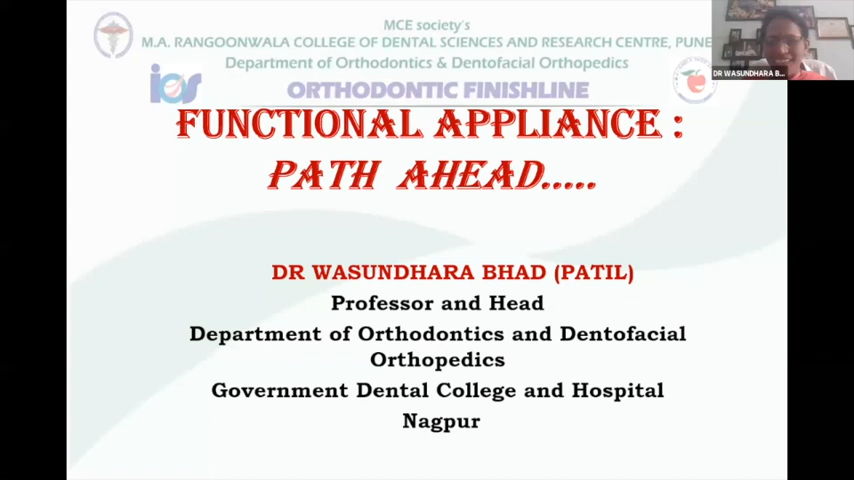 MCE society's
M.A. RANGOONWALA COLLEGE OF DENTAL SCIENCES AND RESEARCH CENTRE, PUNE
Department of Orthodontics & Dentofacial Orthopedics
ios
ORTHODONTIC FINISHLINE
DR WASUNDHARA B...
FUNCTIONAL APPLIANCE :
PATH AHEAD.....
DR WASUNDHARA BHAD (PATIL)
Professor and Head
Department of Orthodontics and Dentofacial
Orthopedics
Government Dental College and Hospital
Nagpur